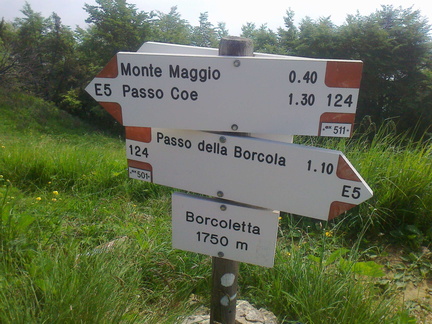 Monte Maggio 0.40
E5 Passo Coe 1.30 124
511
124 Passo della Borcola 1.10
501 E5
Borcoletta
1750 m